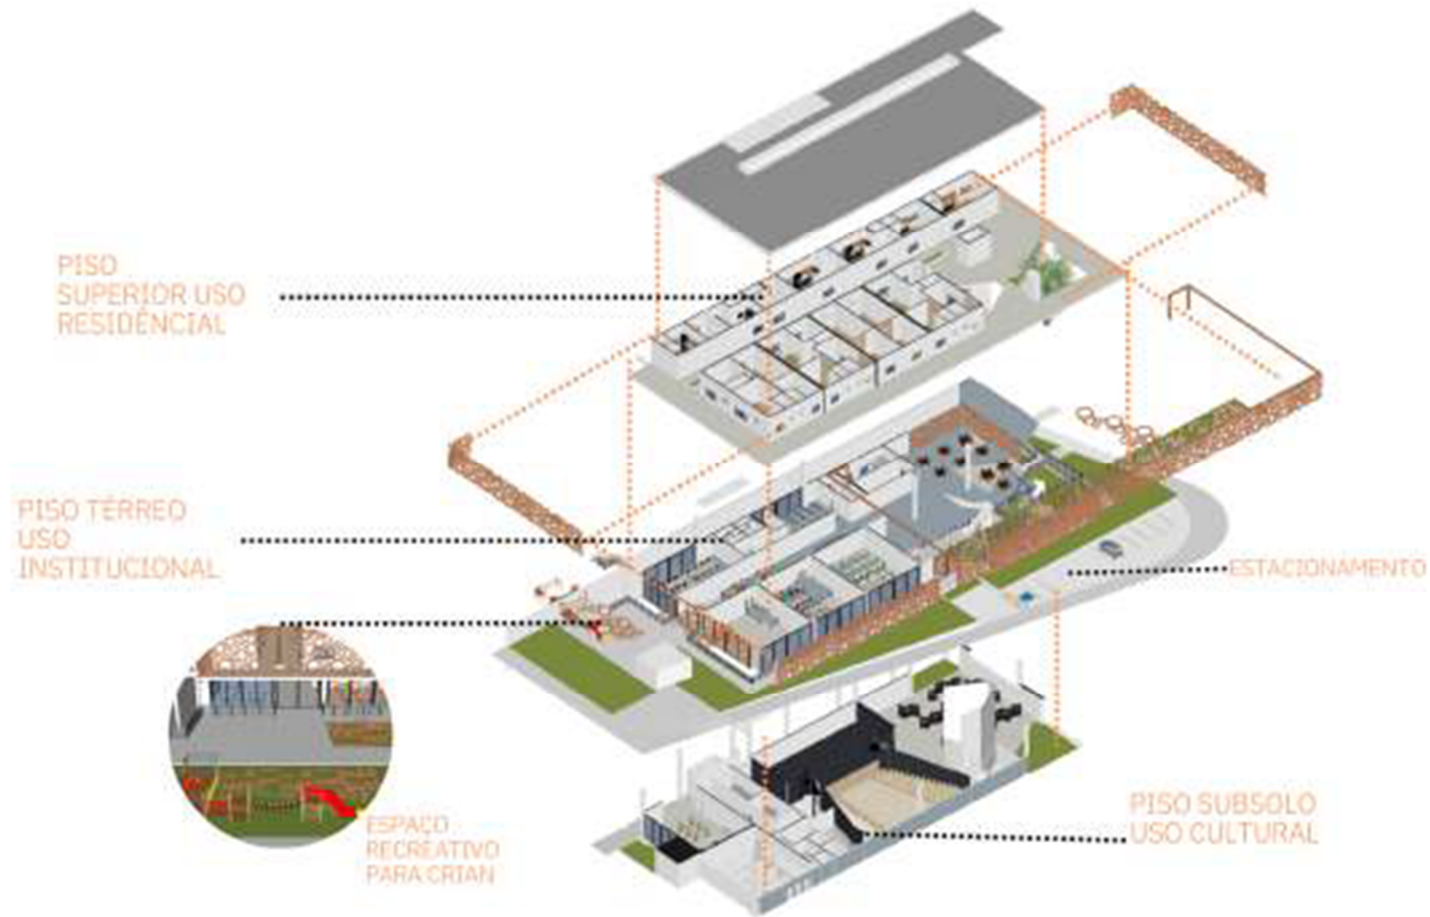 PISO
SUPERIOR USO
RESIDÊNCIAL
PISO TÉRREO
USO
INSTITUCIONAL
ESTACIONAMENTO
ESPAÇO
RECREATIVO
PARA CRIAN
PISO SUBSOLO
USO CULTURAL